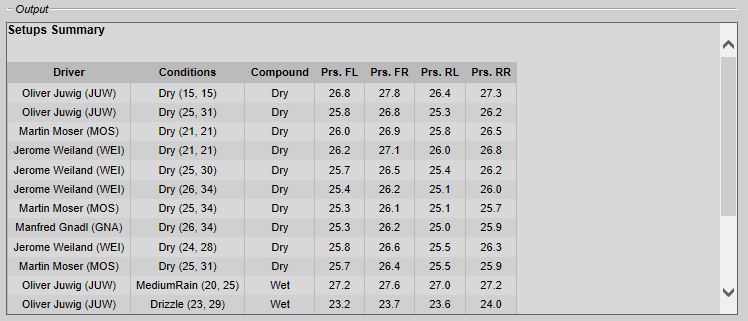 Output
Setups Summary
Driver Conditions Compound Prs. FL Prs. FR Prs. RL Prs. RR
Oliver Juwig (JUW) Dry (15, 15) Dry 26.8 27.8 26.4 27.3
Oliver Juwig (JUW) Dry (25, 31) Dry 25.8 26.8 25.3 26.2
Martin Moser (MOS) Dry (21, 21) Dry 26.0 26.9 25.8 26.5
Jerome Weiland (WEI) Dry (21, 21) Dry 26.2 27.1 26.0 26.8
Jerome Weiland (WEI) Dry (25, 30) Dry 25.7 26.5 25.4 26.2
Jerome Weiland (WEI) Dry (26, 34) Dry 25.4 26.2 25.1 26.0
Martin Moser (MOS) Dry (25, 34) Dry 25.3 26.1 25.1 25.7
Manfred Gnadl (GNA) Dry (26, 34) Dry 25.3 26.2 25.0 25.9
Jerome Weiland (WEI) Dry (24, 28) Dry 25.8 26.6 25.5 26.3
Martin Moser (MOS) Dry (25, 31) Dry 25.7 26.4 25.5 25.9
Oliver Juwig (JUW) MediumRain (20, 25) Wet 27.2 27.6 27.0 27.2
Oliver Juwig (JUW) Drizzle (23, 29) Wet 23.2 23.7 23.6 24.0